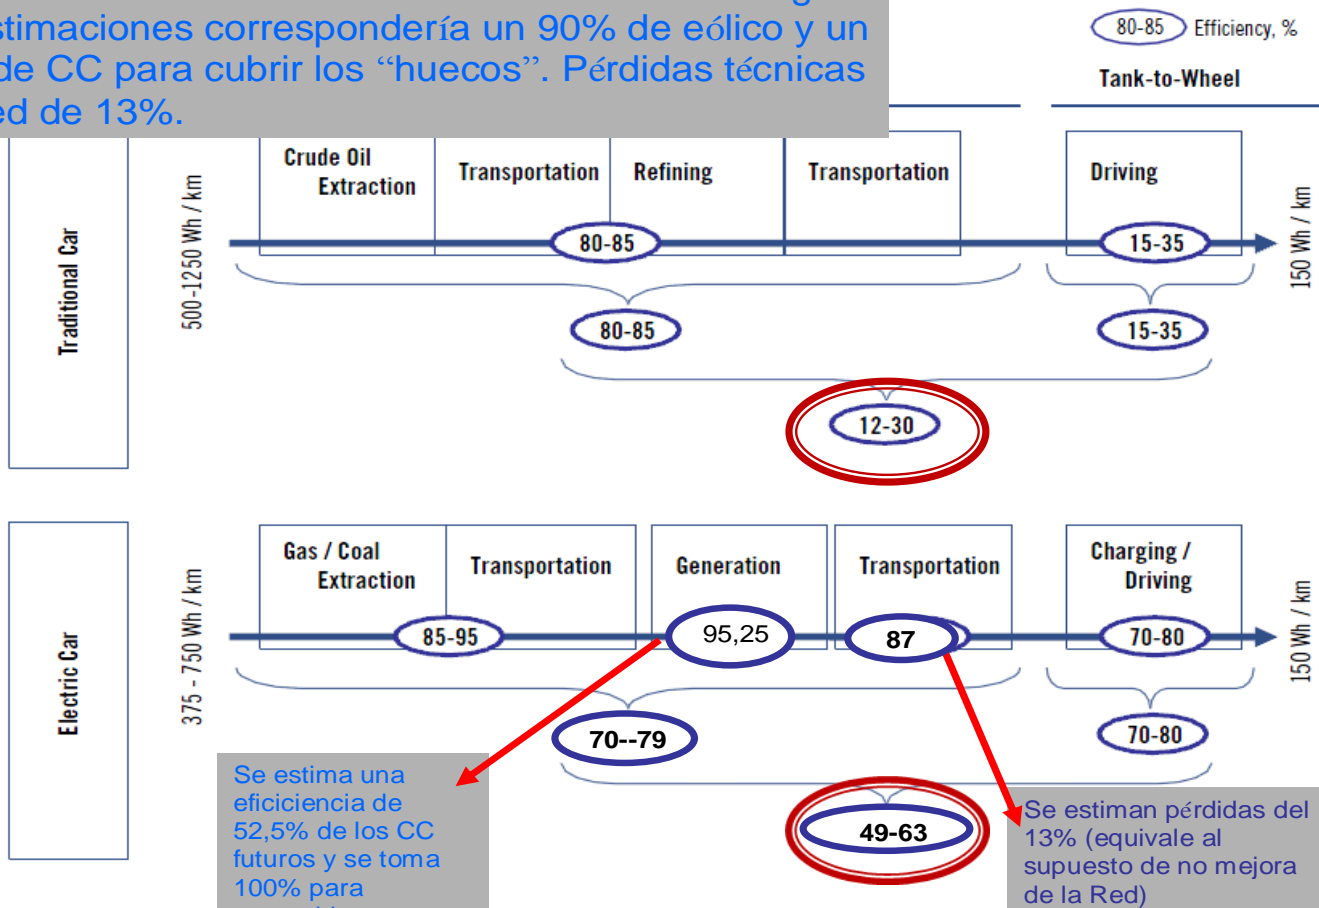 stimaciones correspondería un 90% de eólico y un
de CC para cubrir los “huecos”. Pérdidas técnicas
ed de 13%.
80-85 Efficiency, %
Tank-to-Wheel
Traditional Car
500-1250 Wh / km
Crude Oil
Extraction
Transportation
Refining
Transportation
Driving
80-85
15-35
150 Wh / km
80-85
15-35
12-30
Electric Car
375 - 750 Wh / km
Gas / Coal
Extraction
Transportation
Generation
Transportation
Charging /
Driving
85-95
95,25
87
70-80
150 Wh / km
70--79
70-80
49-63
Se estima una
eficiciencia de
52,5% de los CC
futuros y se toma
100% para
Se estiman pérdidas del
13% (equivale al
supuesto de no mejora
de la Red)